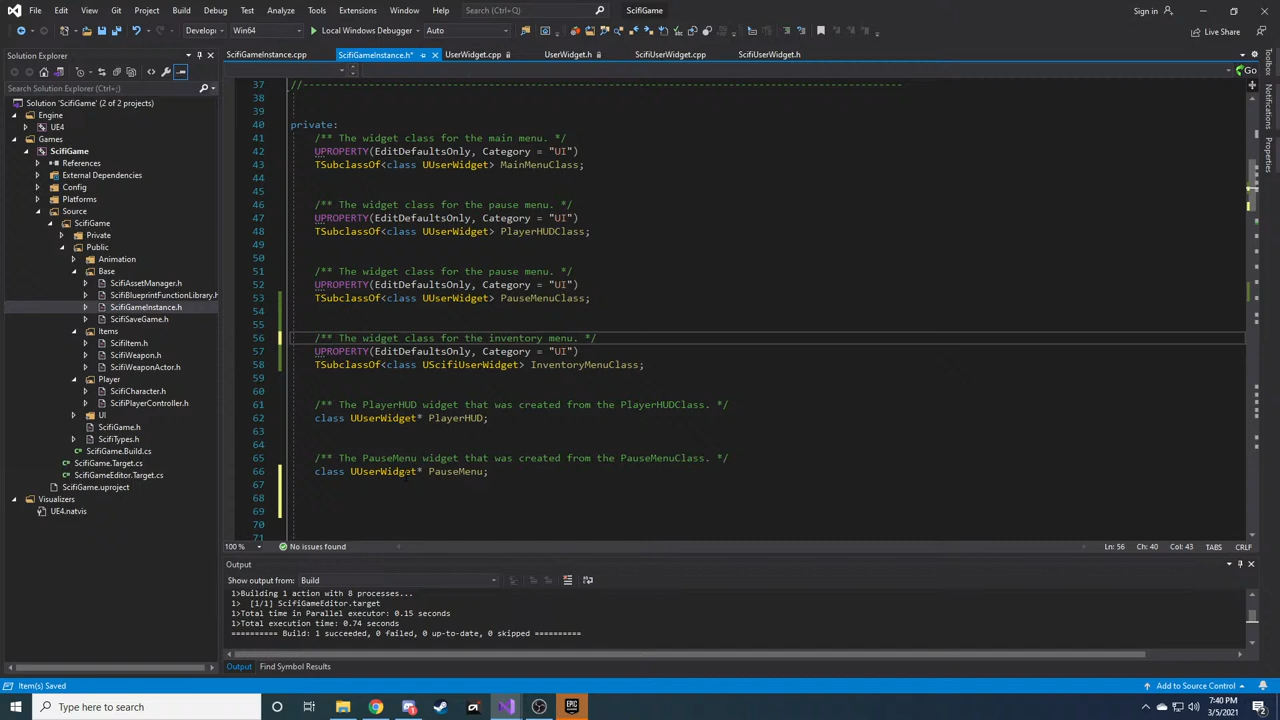 File Edit View Git Project Build Debug Test Analyze Tools Extensions Window Help Search (Ctrl+Q) ScifiGame Sign in
Develop Win64 Local Windows Debugger Auto Live Share
Solution Explorer
ScifiGameInstance.cpp ScifiGameInstance.h* UserWidget.cpp UserWidget.h ScifiUserWidget.cpp ScifiUserWidget.h
Go
Search Solution Explorer (Ctrl+;)
Solution 'ScifiGame' (2 of 2 projects)
Engine
UE4
Games
ScifiGame
References
External Dependencies
Config
Platforms
Source
ScifiGame
Private
Public
Animation
Base
ScifiAssetManager.h
ScifiBlueprintFunctionLibrary.h
ScifiGameInstance.h
ScifiSaveGame.h
Items
ScifiItem.h
ScifiWeapon.h
ScifiWeaponActor.h
Player
ScifiCharacter.h
ScifiPlayerController.h
UI
ScifiGame.h
ScifiTypes.h
ScifiGame.Build.cs
ScifiGame.Target.cs
ScifiGameEditor.Target.cs
ScifiGame.uproject
Visualizers
UE4.natvis
37 //----------------------------------------------------------------------------------------------------
38
39
40 private:
41 /** The widget class for the main menu. */
42 UPROPERTY(EditDefaultsOnly, Category = "UI")
43 TSubclassOf<class UUserWidget> MainMenuClass;
44
45
46 /** The widget class for the pause menu. */
47 UPROPERTY(EditDefaultsOnly, Category = "UI")
48 TSubclassOf<class UUserWidget> PlayerHUDClass;
49
50
51 /** The widget class for the pause menu. */
52 UPROPERTY(EditDefaultsOnly, Category = "UI")
53 TSubclassOf<class UUserWidget> PauseMenuClass;
54
55
56 /** The widget class for the inventory menu. */
57 UPROPERTY(EditDefaultsOnly, Category = "UI")
58 TSubclassOf<class UScifiUserWidget> InventoryMenuClass;
59
60
61 /** The PlayerHUD widget that was created from the PlayerHUDClass. */
62 class UUserWidget* PlayerHUD;
63
64
65 /** The PauseMenu widget that was created from the PauseMenuClass. */
66 class UUserWidget* PauseMenu;
67
68
69
70
71
Toolbox
Notifications
Properties
100 % No issues found Ln: 56 Ch: 40 Col: 43 TABS CRLF
Output
Show output from: Build
1>Building 1 action with 8 processes...
1> [1/1] ScifiGameEditor.target
1>Total time in Parallel executor: 0.15 seconds
1>Total execution time: 0.74 seconds
========== Build: 1 succeeded, 0 failed, 0 up-to-date, 0 skipped ==========
Output Find Symbol Results
Item(s) Saved Add to Source Control
Type here to search
7:40 PM
3/5/2021